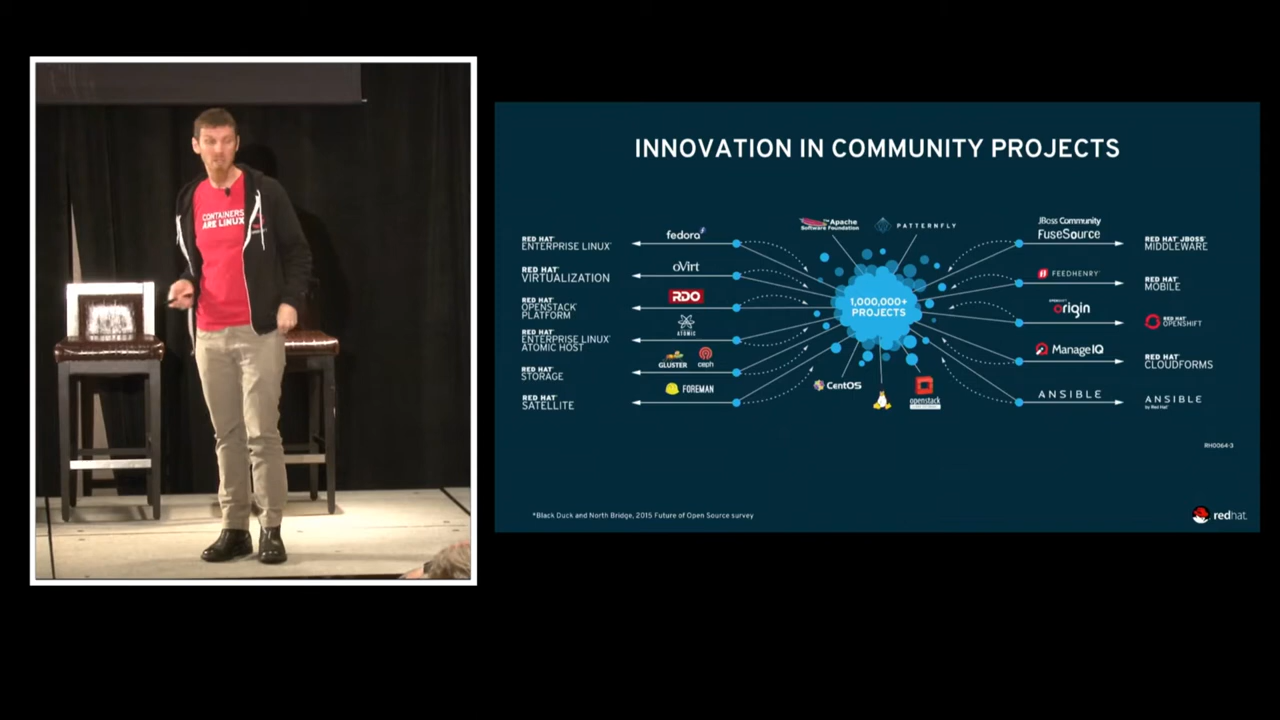 CONTAINERS
ARE LINUX
INNOVATION IN COMMUNITY PROJECTS
RED HAT
ENTERPRISE LINUX
fedora
RED HAT
VIRTUALIZATION
oVirt
RED HAT
OPENSTACK
PLATFORM
RDO
RED HAT
ENTERPRISE LINUX
ATOMIC HOST
ATOMIC
RED HAT
STORAGE
GLUSTER
ceph
RED HAT
SATELLITE
FOREMAN
The Apache
Software Foundation
PATTERNFLY
1,000,000+
PROJECTS
CentOS
openstack
JBoss Community
FuseSource
RED HAT JBOSS
MIDDLEWARE
FEEDHENRY
RED HAT
MOBILE
origin
RED HAT
OPENSHIFT
ManageIQ
RED HAT
CLOUDFORMS
ANSIBLE
ANSIBLE
by Red Hat
RH0064-3
*Black Duck and North Bridge, 2015 Future of Open Source survey
redhat.